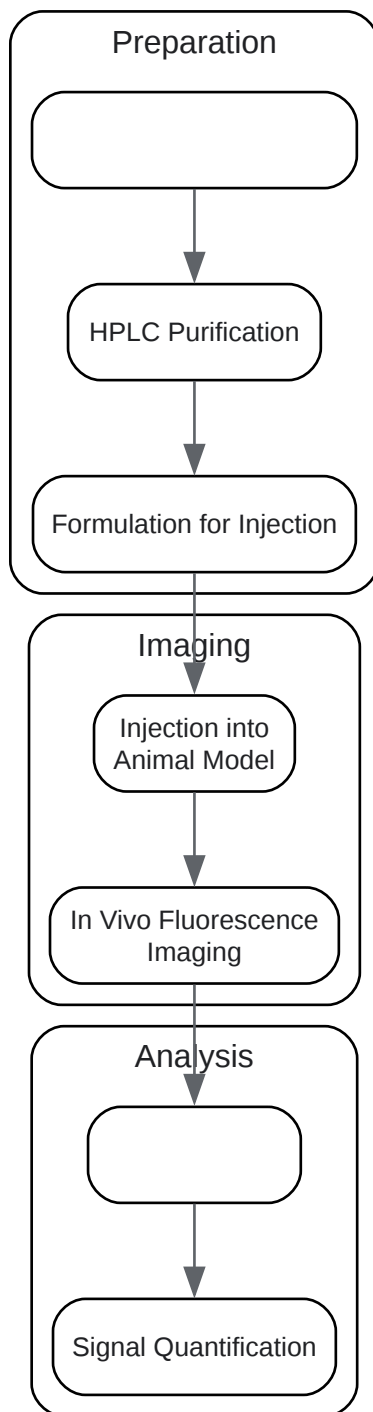 Preparation
HPLC Purification
Formulation for Injection
Imaging
Injection into
Animal Model
In Vivo Fluorescence
Imaging
Analysis
Signal Quantification